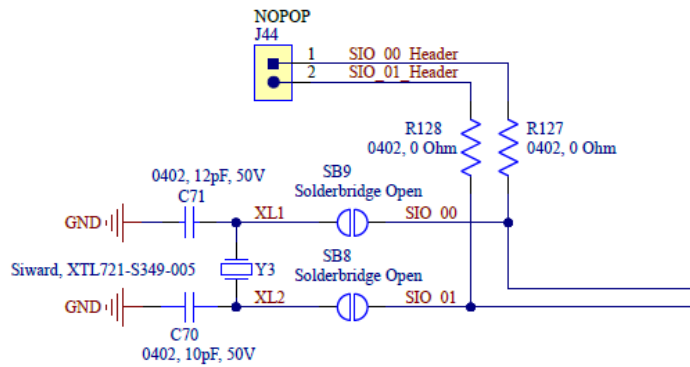 NOPOP
J44
1 SIO_00_Header
2 SIO_01_Header
R128
0402, 0 Ohm
R127
0402, 0 Ohm
0402, 12pF, 50V
C71
SB9
Solderbridge Open
GND
XL1
SIO_00
Siward, XTL721-S349-005
Y3
SB8
Solderbridge Open
GND
XL2
SIO_01
C70
0402, 10pF, 50V